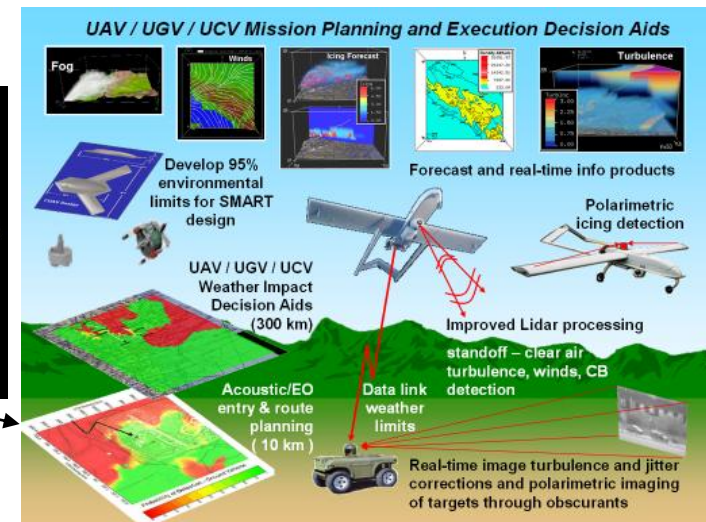 UAV / UGV / UCV Mission Planning and Execution Decision Aids
Fog
Winds
Icing Forecast
Turbulence
Develop 95%
environmental
limits for SMART
design
Forecast and real-time info products
Polarimetric
icing detection
UAV / UGV / UCV
Weather Impact
Decision Aids
(300 km)
Improved Lidar processing
standoff – clear air
turbulence, winds, CB
detection
Acoustic/EO
entry & route
planning
( 10 km )
Data link
weather
limits
Real-time image turbulence and jitter
corrections and polarimetric imaging
of targets through obscurants